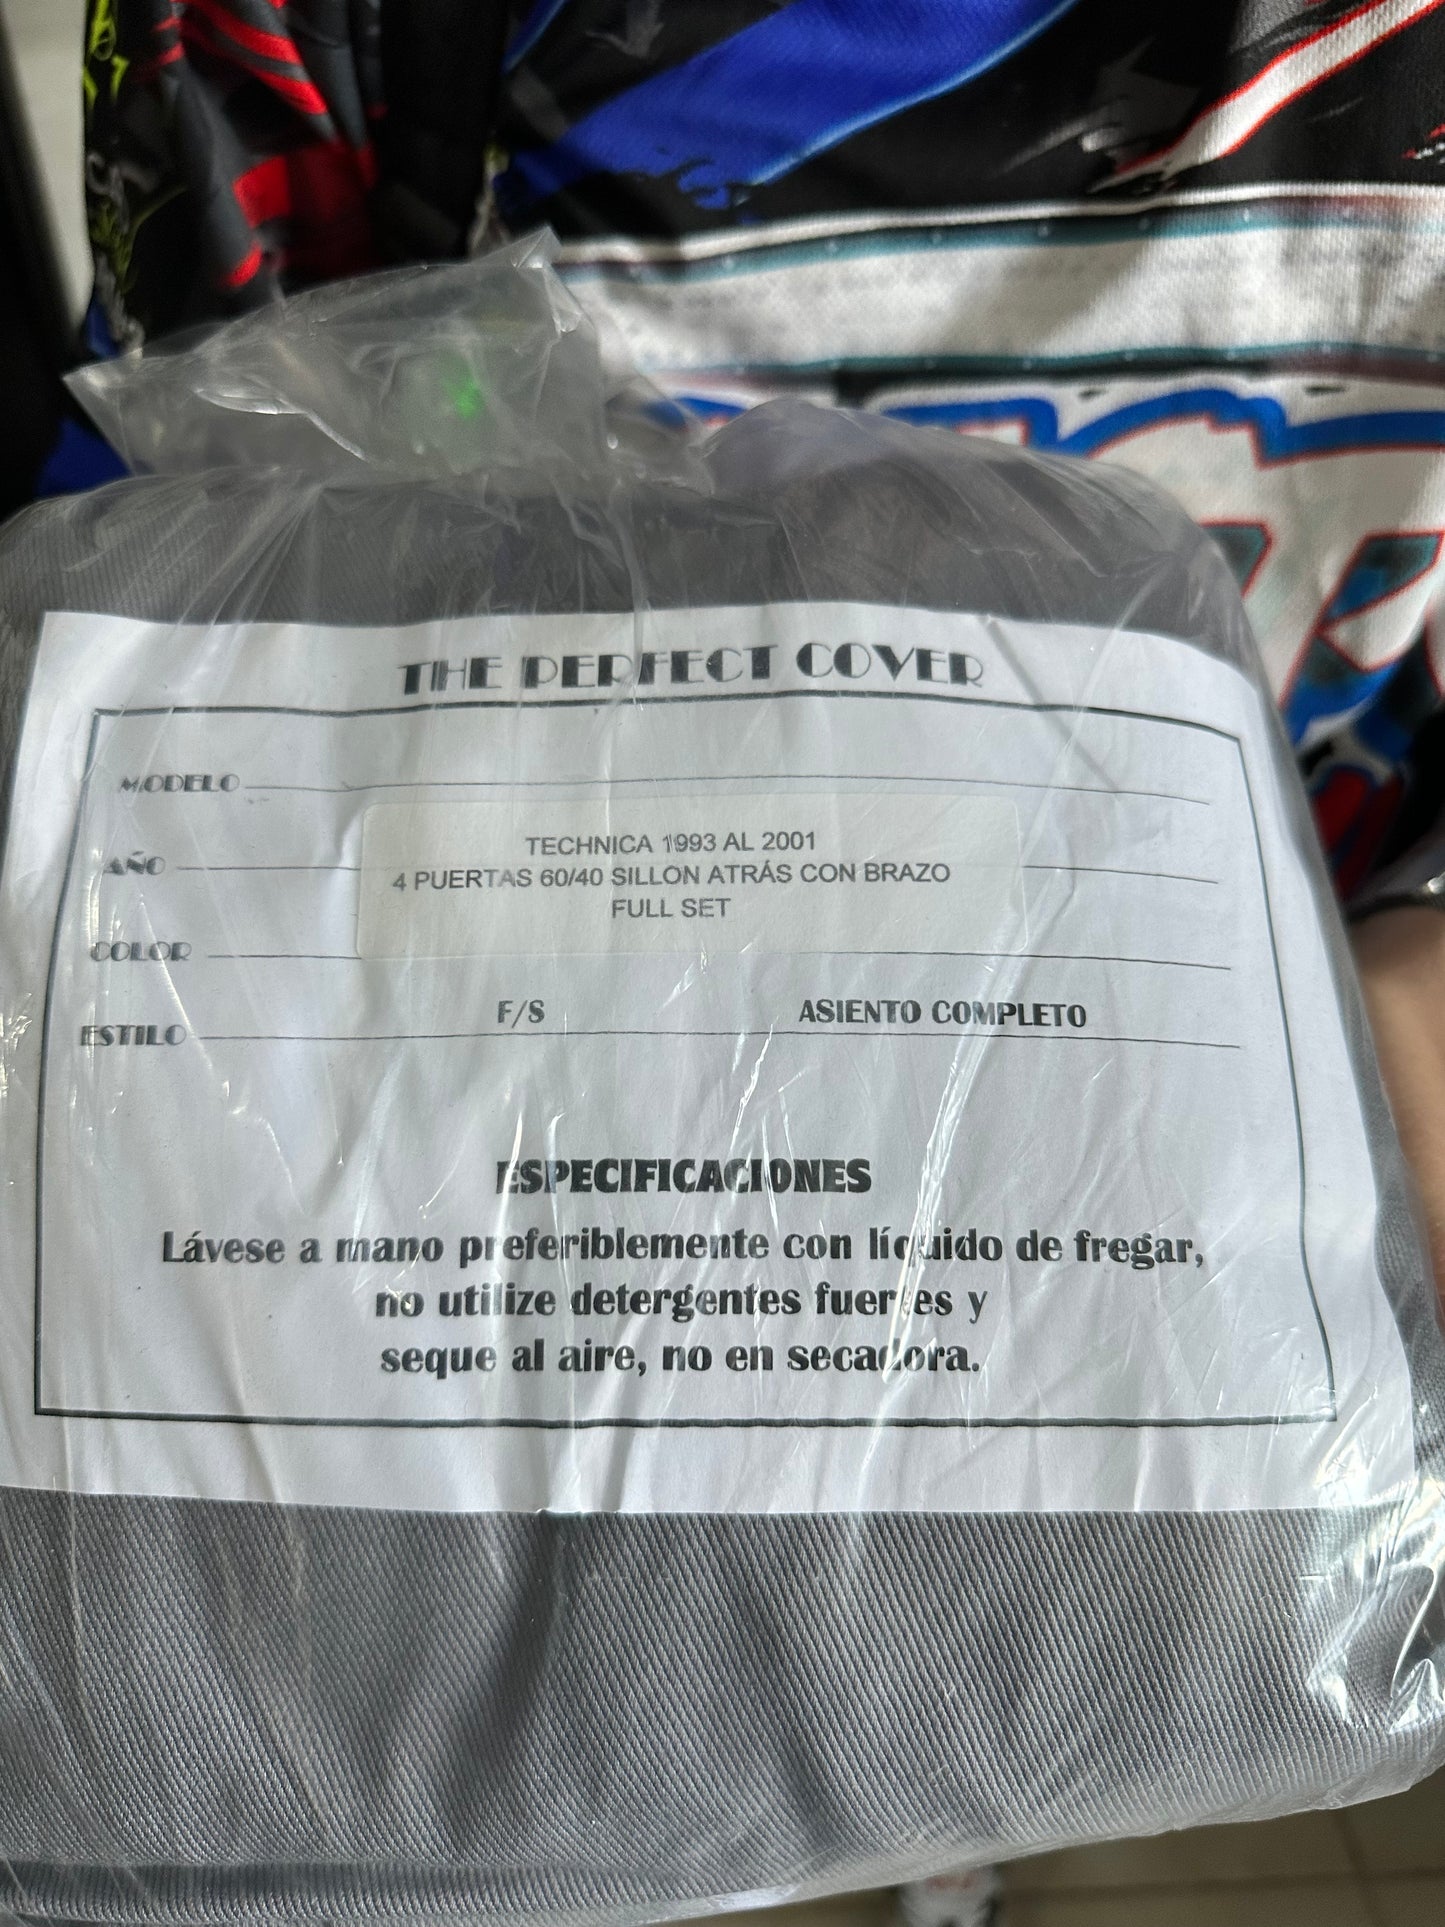 THE PERFECT COVER
MODELO
TECHNICA 1993 AL 2001
AÑO
4 PUERTAS 60/40 SILLON ATRÁS CON BRAZO
FULL SET
COLOR
F/S ASIENTO COMPLETO
ESTILO
ESPECIFICACIONES
Lávese a mano preferiblemente con líquido de fregar,
no utilize detergentes fuertes y
seque al aire, no en secadora.